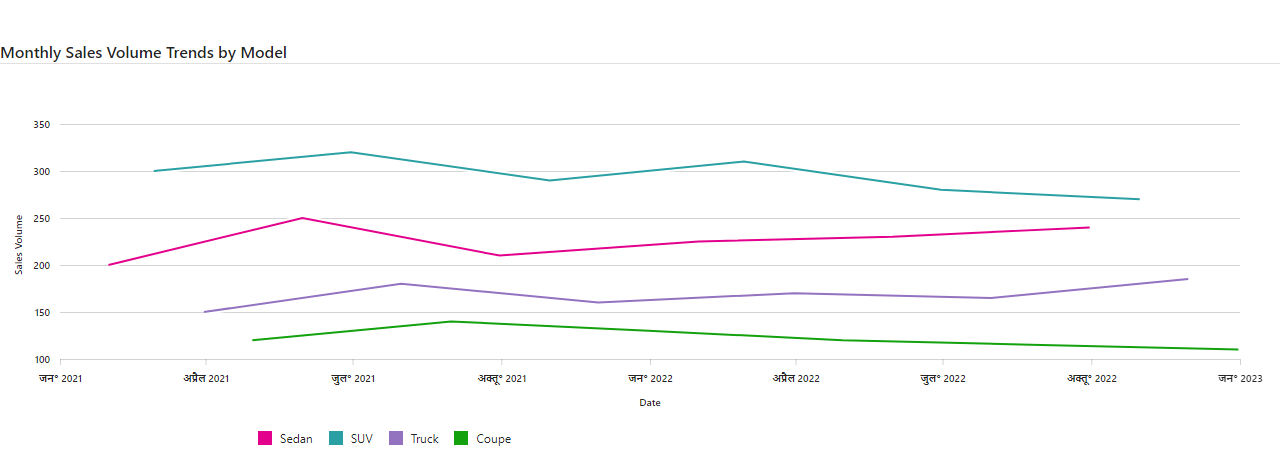 Monthly Sales Volume Trends by Model
350
300
250
200
150
100
Sales Volume
जन॰ 2021 अप्रैल 2021 जुल॰ 2021 अक्तू॰ 2021 जन॰ 2022 अप्रैल 2022 जुल॰ 2022 अक्तू॰ 2022 जन॰ 2023
Date
Sedan SUV Truck Coupe